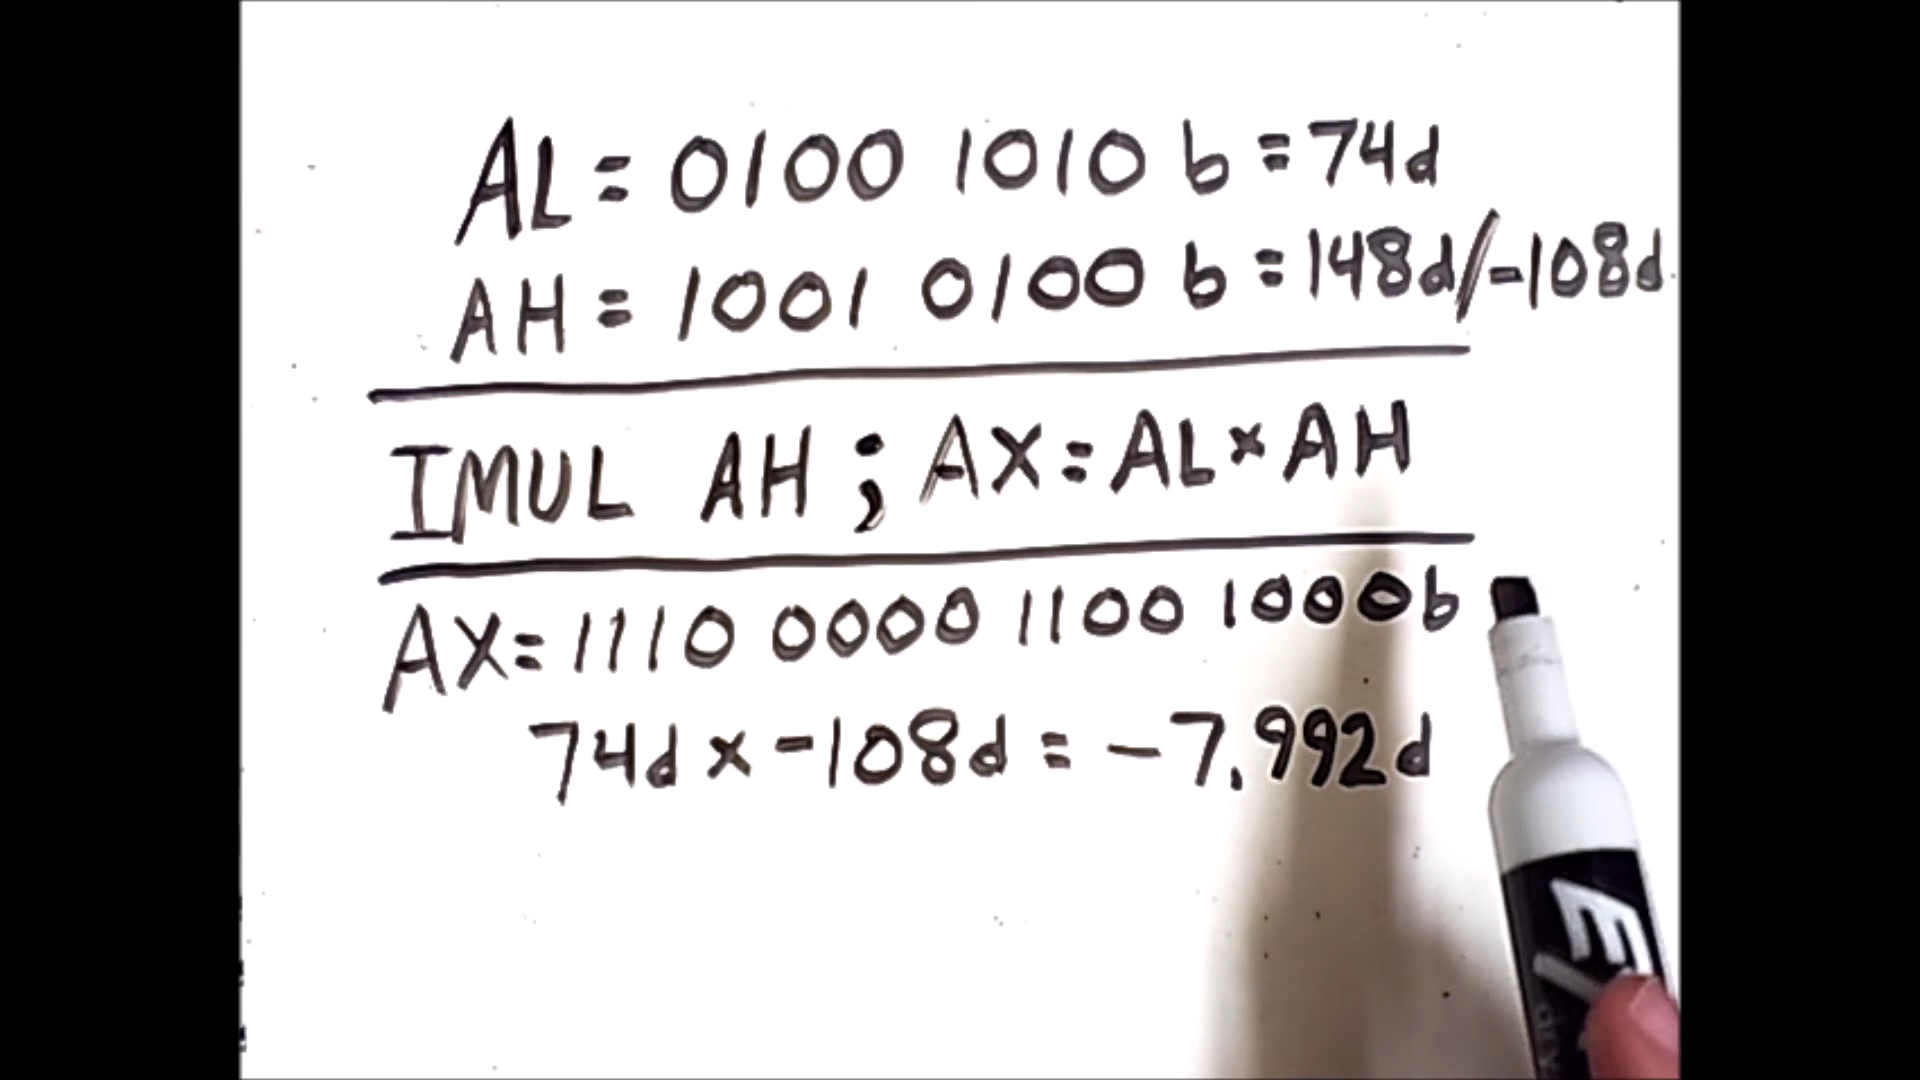 AL = 0100 1010 b = 74d
AH = 1001 0100 b = 148d/-108d
IMUL AH ; AX = AL × AH
AX = 1110 0000 1100 1000b
74d × -108d = -7.992d